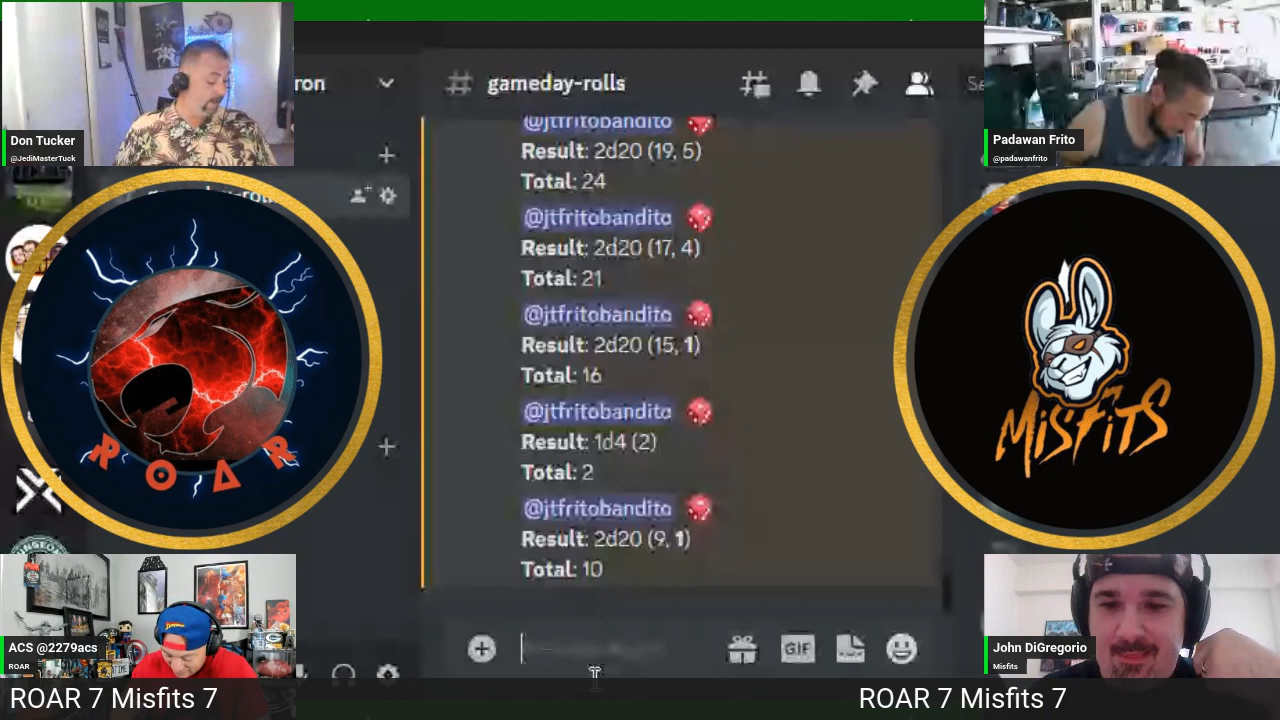 Don Tucker
@JediMasterTuck
ron
gameday-rolls
Se
Padawan Frito
@padawanfrito
@jtfritobandito
Result: 2d20 (19, 5)
Total: 24
@jtfritobandito
Result: 2d20 (17, 4)
Total: 21
@jtfritobandito
Result: 2d20 (15, 1)
Total: 16
@jtfritobandito
Result: 1d4 (2)
Total: 2
@jtfritobandito
Result: 2d20 (9, 1)
Total: 10
ROAR
MISFITS
GIF
ACS @2279acs
ROAR
John DiGregorio
Misfits
ROAR 7 Misfits 7
ROAR 7 Misfits 7